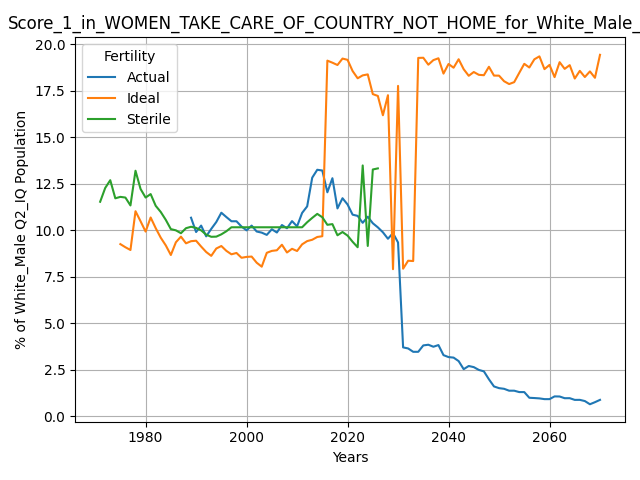 Score_1_in_WOMEN_TAKE_CARE_OF_COUNTRY_NOT_HOME_for_White_Male_
Fertility
Actual
Ideal
Sterile
% of White_Male Q2_IQ Population
20.0
17.5
15.0
12.5
10.0
7.5
5.0
2.5
0.0
1980 2000 2020 2040 2060
Years